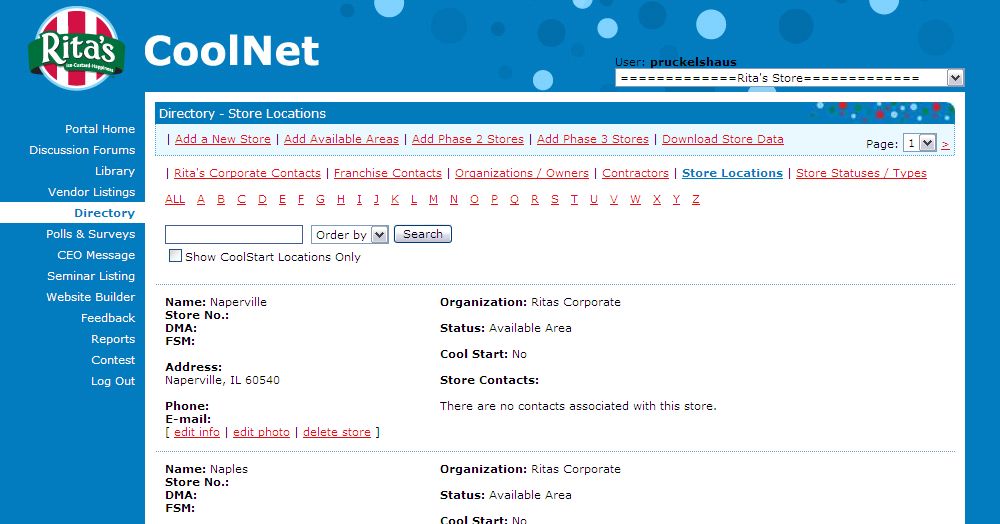 Rita's
Ice-Custard-Happiness
CoolNet
User: pruckelshaus
=============Rita's Store=============
Portal Home
Discussion Forums
Library
Vendor Listings
Directory
Polls & Surveys
CEO Message
Seminar Listing
Website Builder
Feedback
Reports
Contest
Log Out
Directory - Store Locations
| Add a New Store | Add Available Areas | Add Phase 2 Stores | Add Phase 3 Stores | Download Store Data
Page: 1 >
| Rita's Corporate Contacts | Franchise Contacts | Organizations / Owners | Contractors | Store Locations | Store Statuses / Types
ALL A B C D E F G H I J K L M N O P Q R S T U V W X Y Z
Order by Search
Show CoolStart Locations Only
Name: Naperville
Store No.:
DMA:
FSM:
Address:
Naperville, IL 60540
Phone:
E-mail:
[ edit info | edit photo | delete store ]
Organization: Ritas Corporate
Status: Available Area
Cool Start: No
Store Contacts:
There are no contacts associated with this store.
Name: Naples
Store No.:
DMA:
FSM:
Organization: Ritas Corporate
Status: Available Area
Cool Start: No